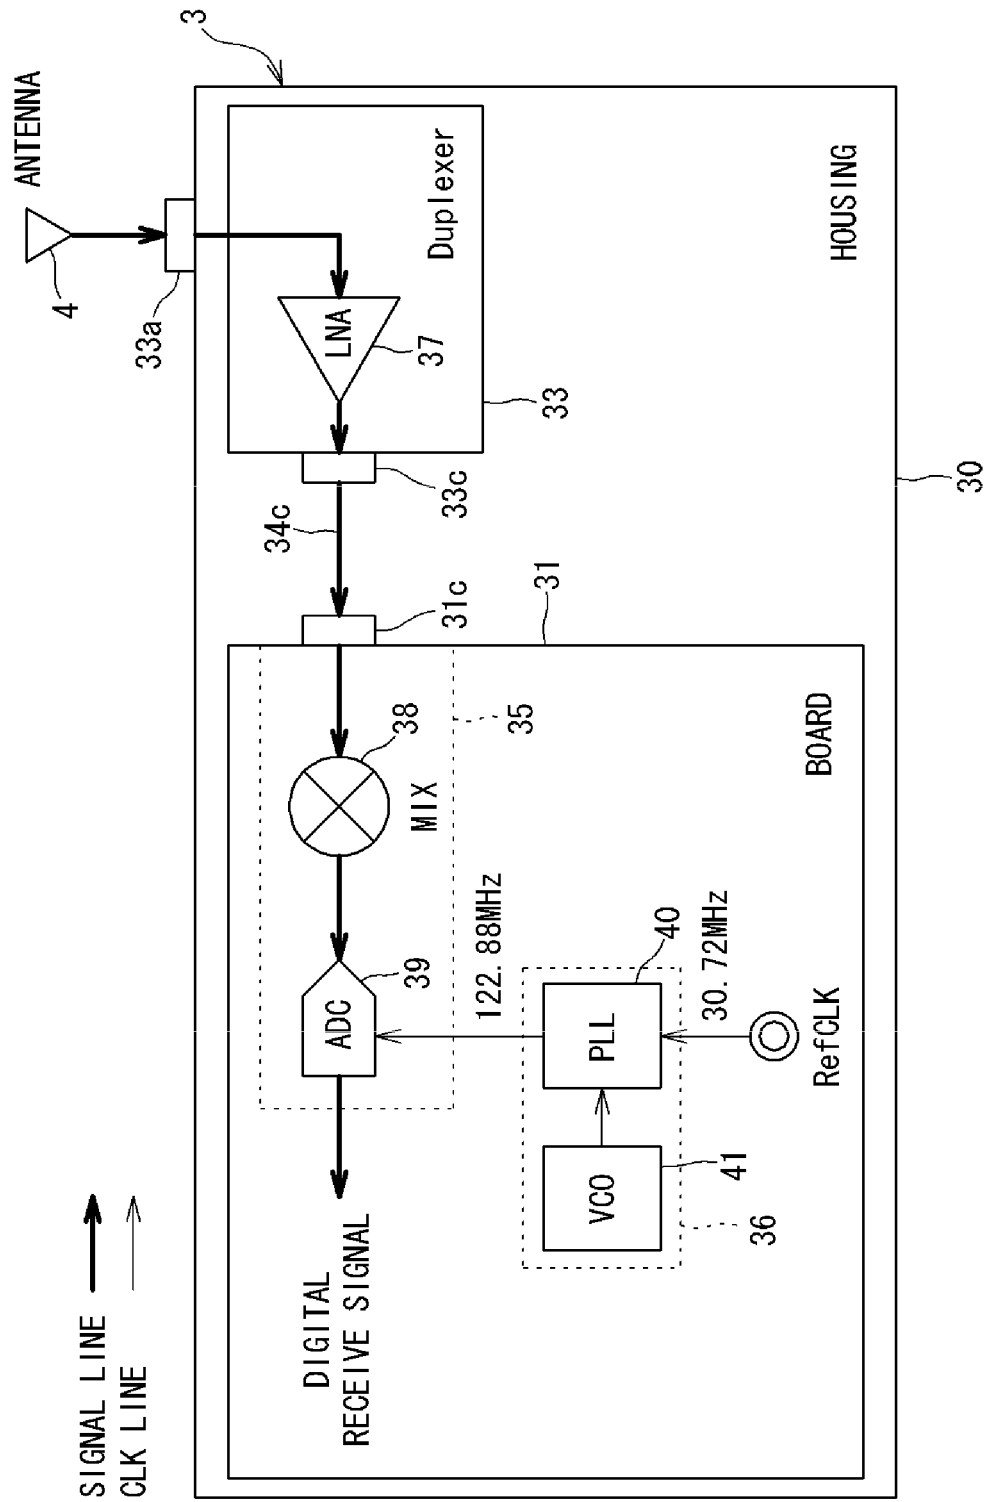 SIGNAL LINE
CLK LINE
ANTENNA
4
33a
3
DIGITAL
RECEIVE SIGNAL
ADC
39
MIX
38
35
31c
34c
33c
LNA
37
Duplexer
33
122. 88MHz
VCO
41
36
PLL
40
30. 72MHz
RefCLK
BOARD
31
HOUSING
30